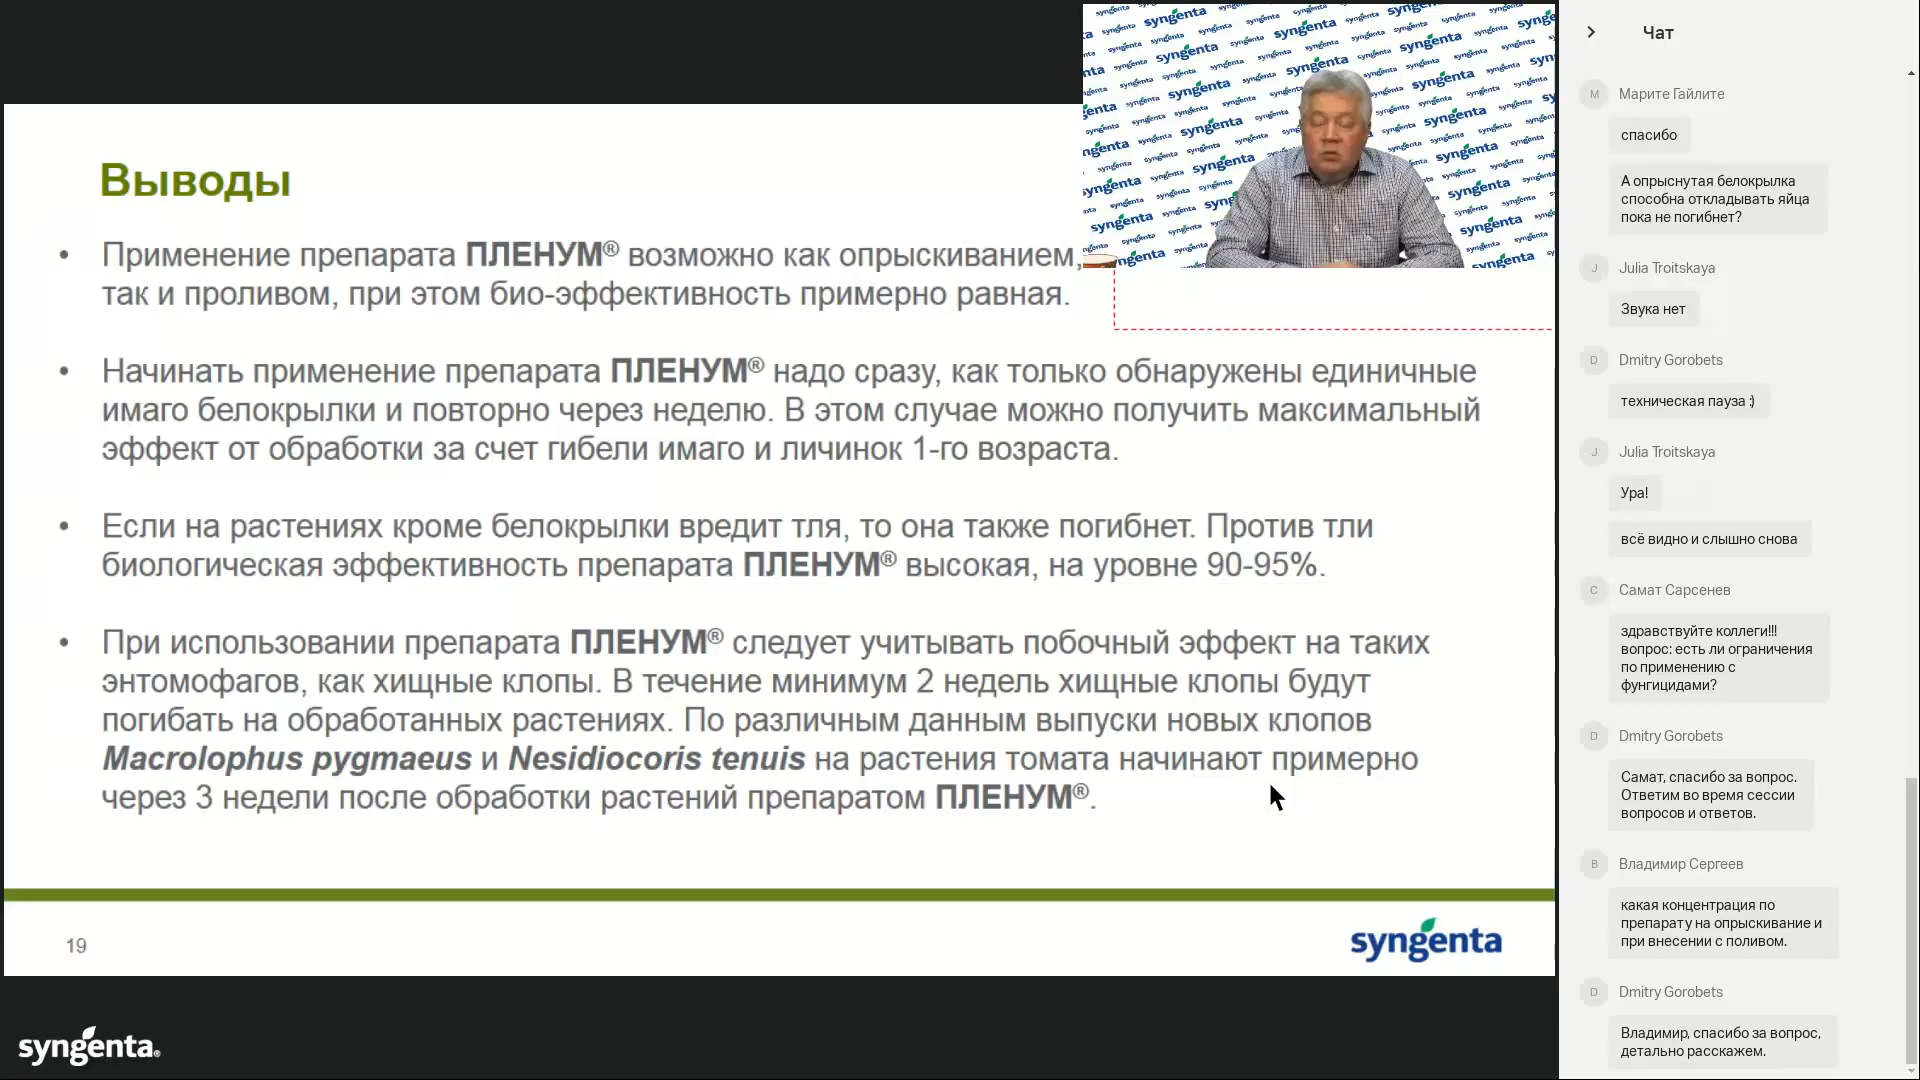 Выводы
• Применение препарата ПЛЕНУМ® возможно как опрыскиванием,
так и проливом, при этом био-эффективность примерно равная.
• Начинать применение препарата ПЛЕНУМ® надо сразу, как только обнаружены единичные
имаго белокрылки и повторно через неделю. В этом случае можно получить максимальный
эффект от обработки за счет гибели имаго и личинок 1-го возраста.
• Если на растениях кроме белокрылки вредит тля, то она также погибнет. Против тли
биологическая эффективность препарата ПЛЕНУМ® высокая, на уровне 90-95%.
• При использовании препарата ПЛЕНУМ® следует учитывать побочный эффект на таких
энтомофагов, как хищные клопы. В течение минимум 2 недель хищные клопы будут
погибать на обработанных растениях. По различным данным выпуски новых клопов
Macrolophus pygmaeus и Nesidiocoris tenuis на растения томата начинают примерно
через 3 недели после обработки растений препаратом ПЛЕНУМ®.
19
syngenta
syngenta®
Чат
М
Марите Гайлите
спасибо
А опрыснутая белокрылка
способна откладывать яйца
пока не погибнет?
J
Julia Troitskaya
Звука нет
D
Dmitry Gorobets
техническая пауза :)
J
Julia Troitskaya
Ура!
всё видно и слышно снова
С
Самат Сарсенев
здравствуйте коллеги!!!
вопрос: есть ли ограничения
по применению с
фунгицидами?
D
Dmitry Gorobets
Самат, спасибо за вопрос.
Ответим во время сессии
вопросов и ответов.
В
Владимир Сергеев
какая концентрация по
препарату на опрыскивание и
при внесении с поливом.
D
Dmitry Gorobets
Владимир, спасибо за вопрос,
детально расскажем.